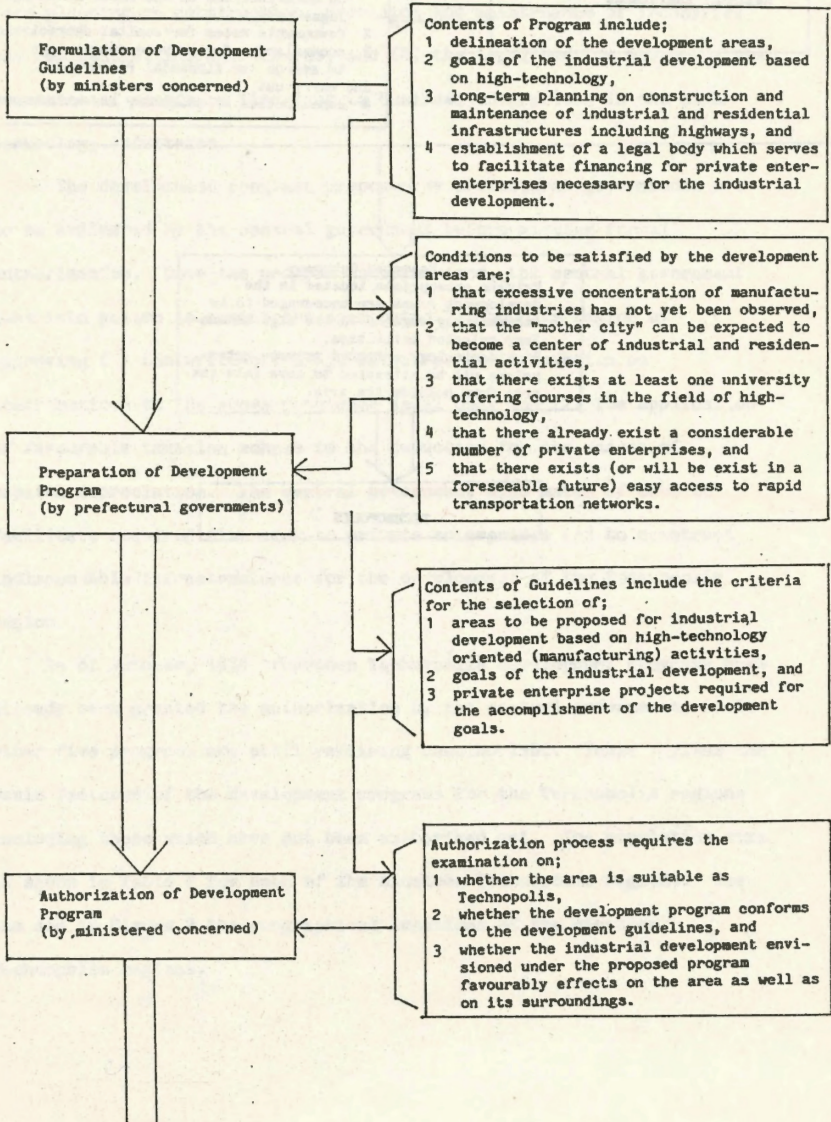 Formulation of Development
Guidelines
(by ministers concerned)
Contents of Program include;
1 delineation of the development areas,
2 goals of the industrial development based
on high-technology,
3 long-term planning on construction and
maintenance of industrial and residential
infrastructures including highways, and
4 establishment of a legal body which serves
to facilitate financing for private enter-
enterprises necessary for the industrial
development.
Conditions to be satisfied by the development
areas are;
1 that excessive concentration of manufactu-
ring industries has not yet been observed,
2 that the "mother city" can be expected to
become a center of industrial and residen-
tial activities,
3 that there exists at least one university
offering courses in the field of high-
technology,
4 that there already exist a considerable
number of private enterprises, and
5 that there exists (or will be exist in a
foreseeable future) easy access to rapid
transportation networks.
Preparation of Development
Program
(by prefectural governments)
Contents of Guidelines include the criteria
for the selection of;
1 areas to be proposed for industrial
development based on high-technology
oriented (manufacturing) activities,
2 goals of the industrial development, and
3 private enterprise projects required for
the accomplishment of the development
goals.
Authorization of Development
Program
(by ministered concerned)
Authorization process requires the
examination on;
1 whether the area is suitable as
Technopolis,
2 whether the development program conforms
to the development guidelines, and
3 whether the industrial development envi-
sioned under the proposed program
favourably effects on the area as well as
on its surroundings.